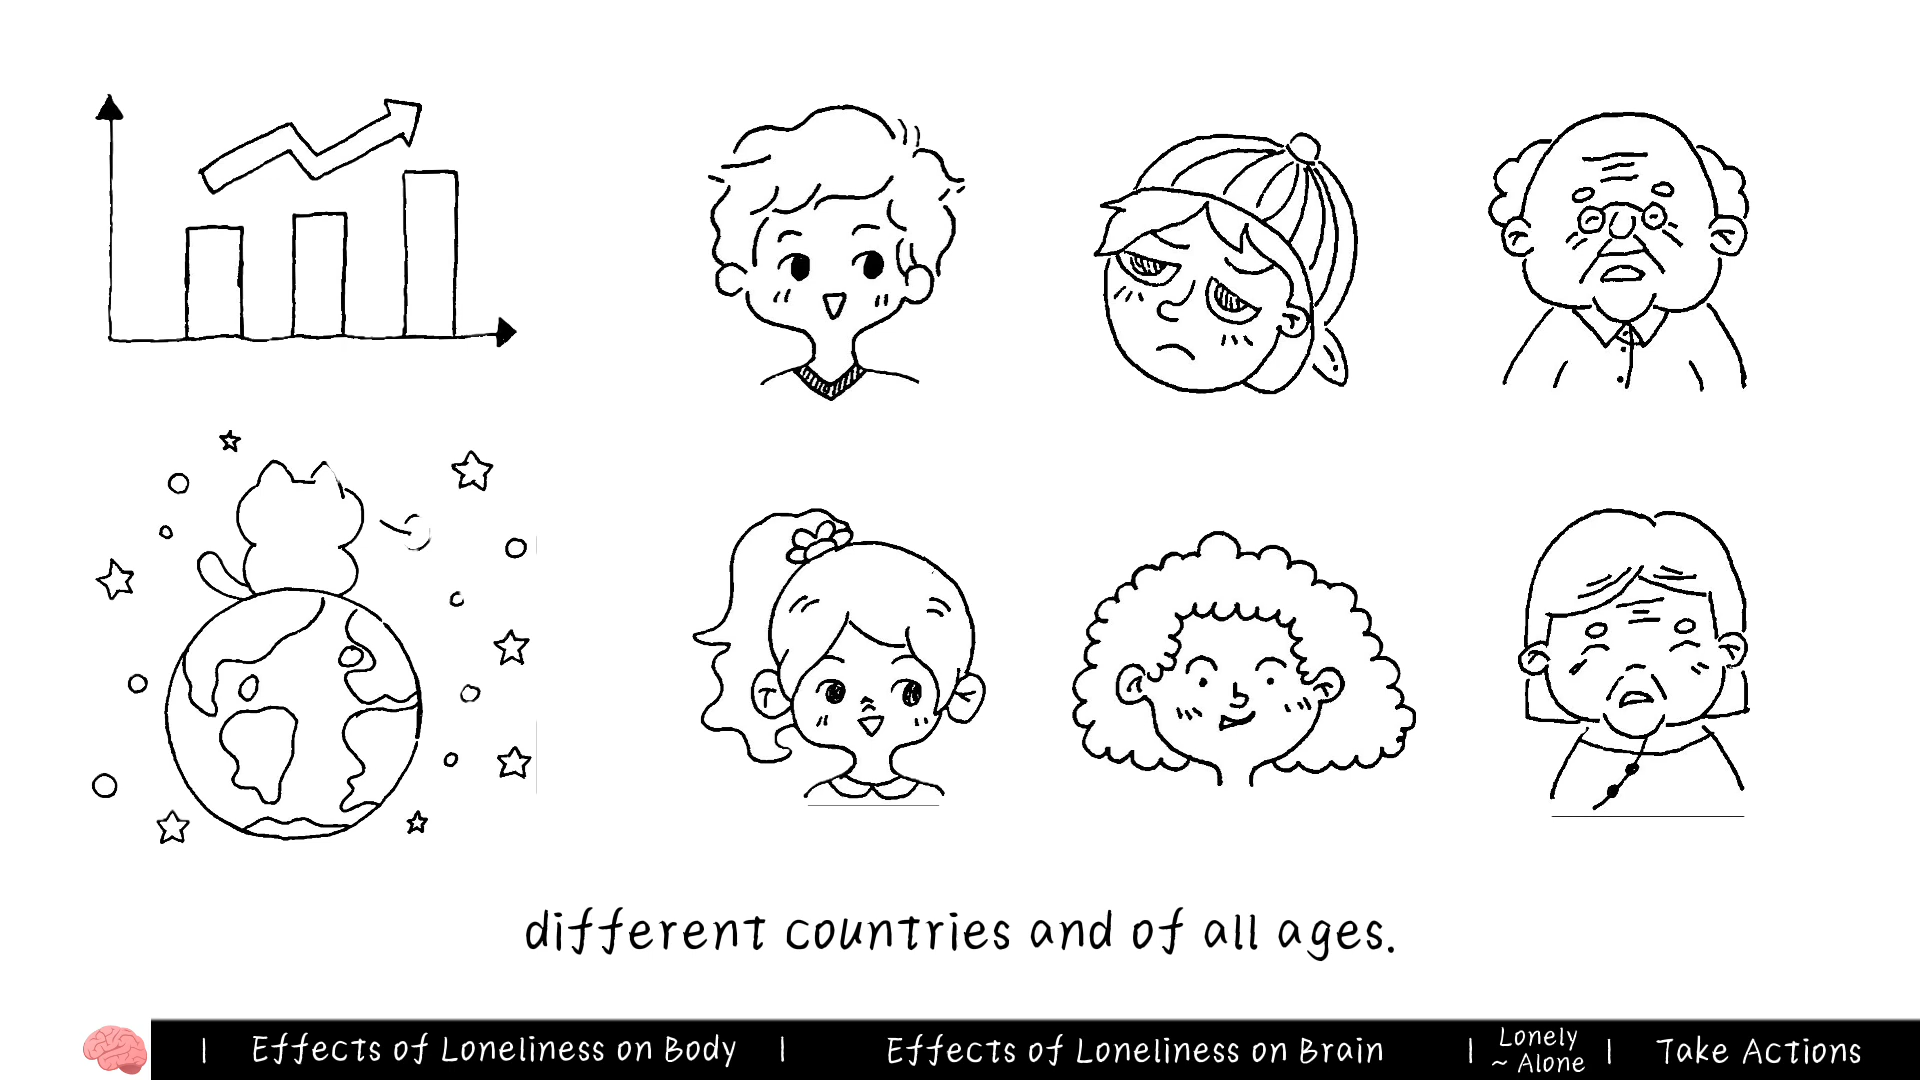 different countries and of all ages.
| Effects of Loneliness on Body | Effects of Loneliness on Brain | Lonely ~ Alone | Take Actions